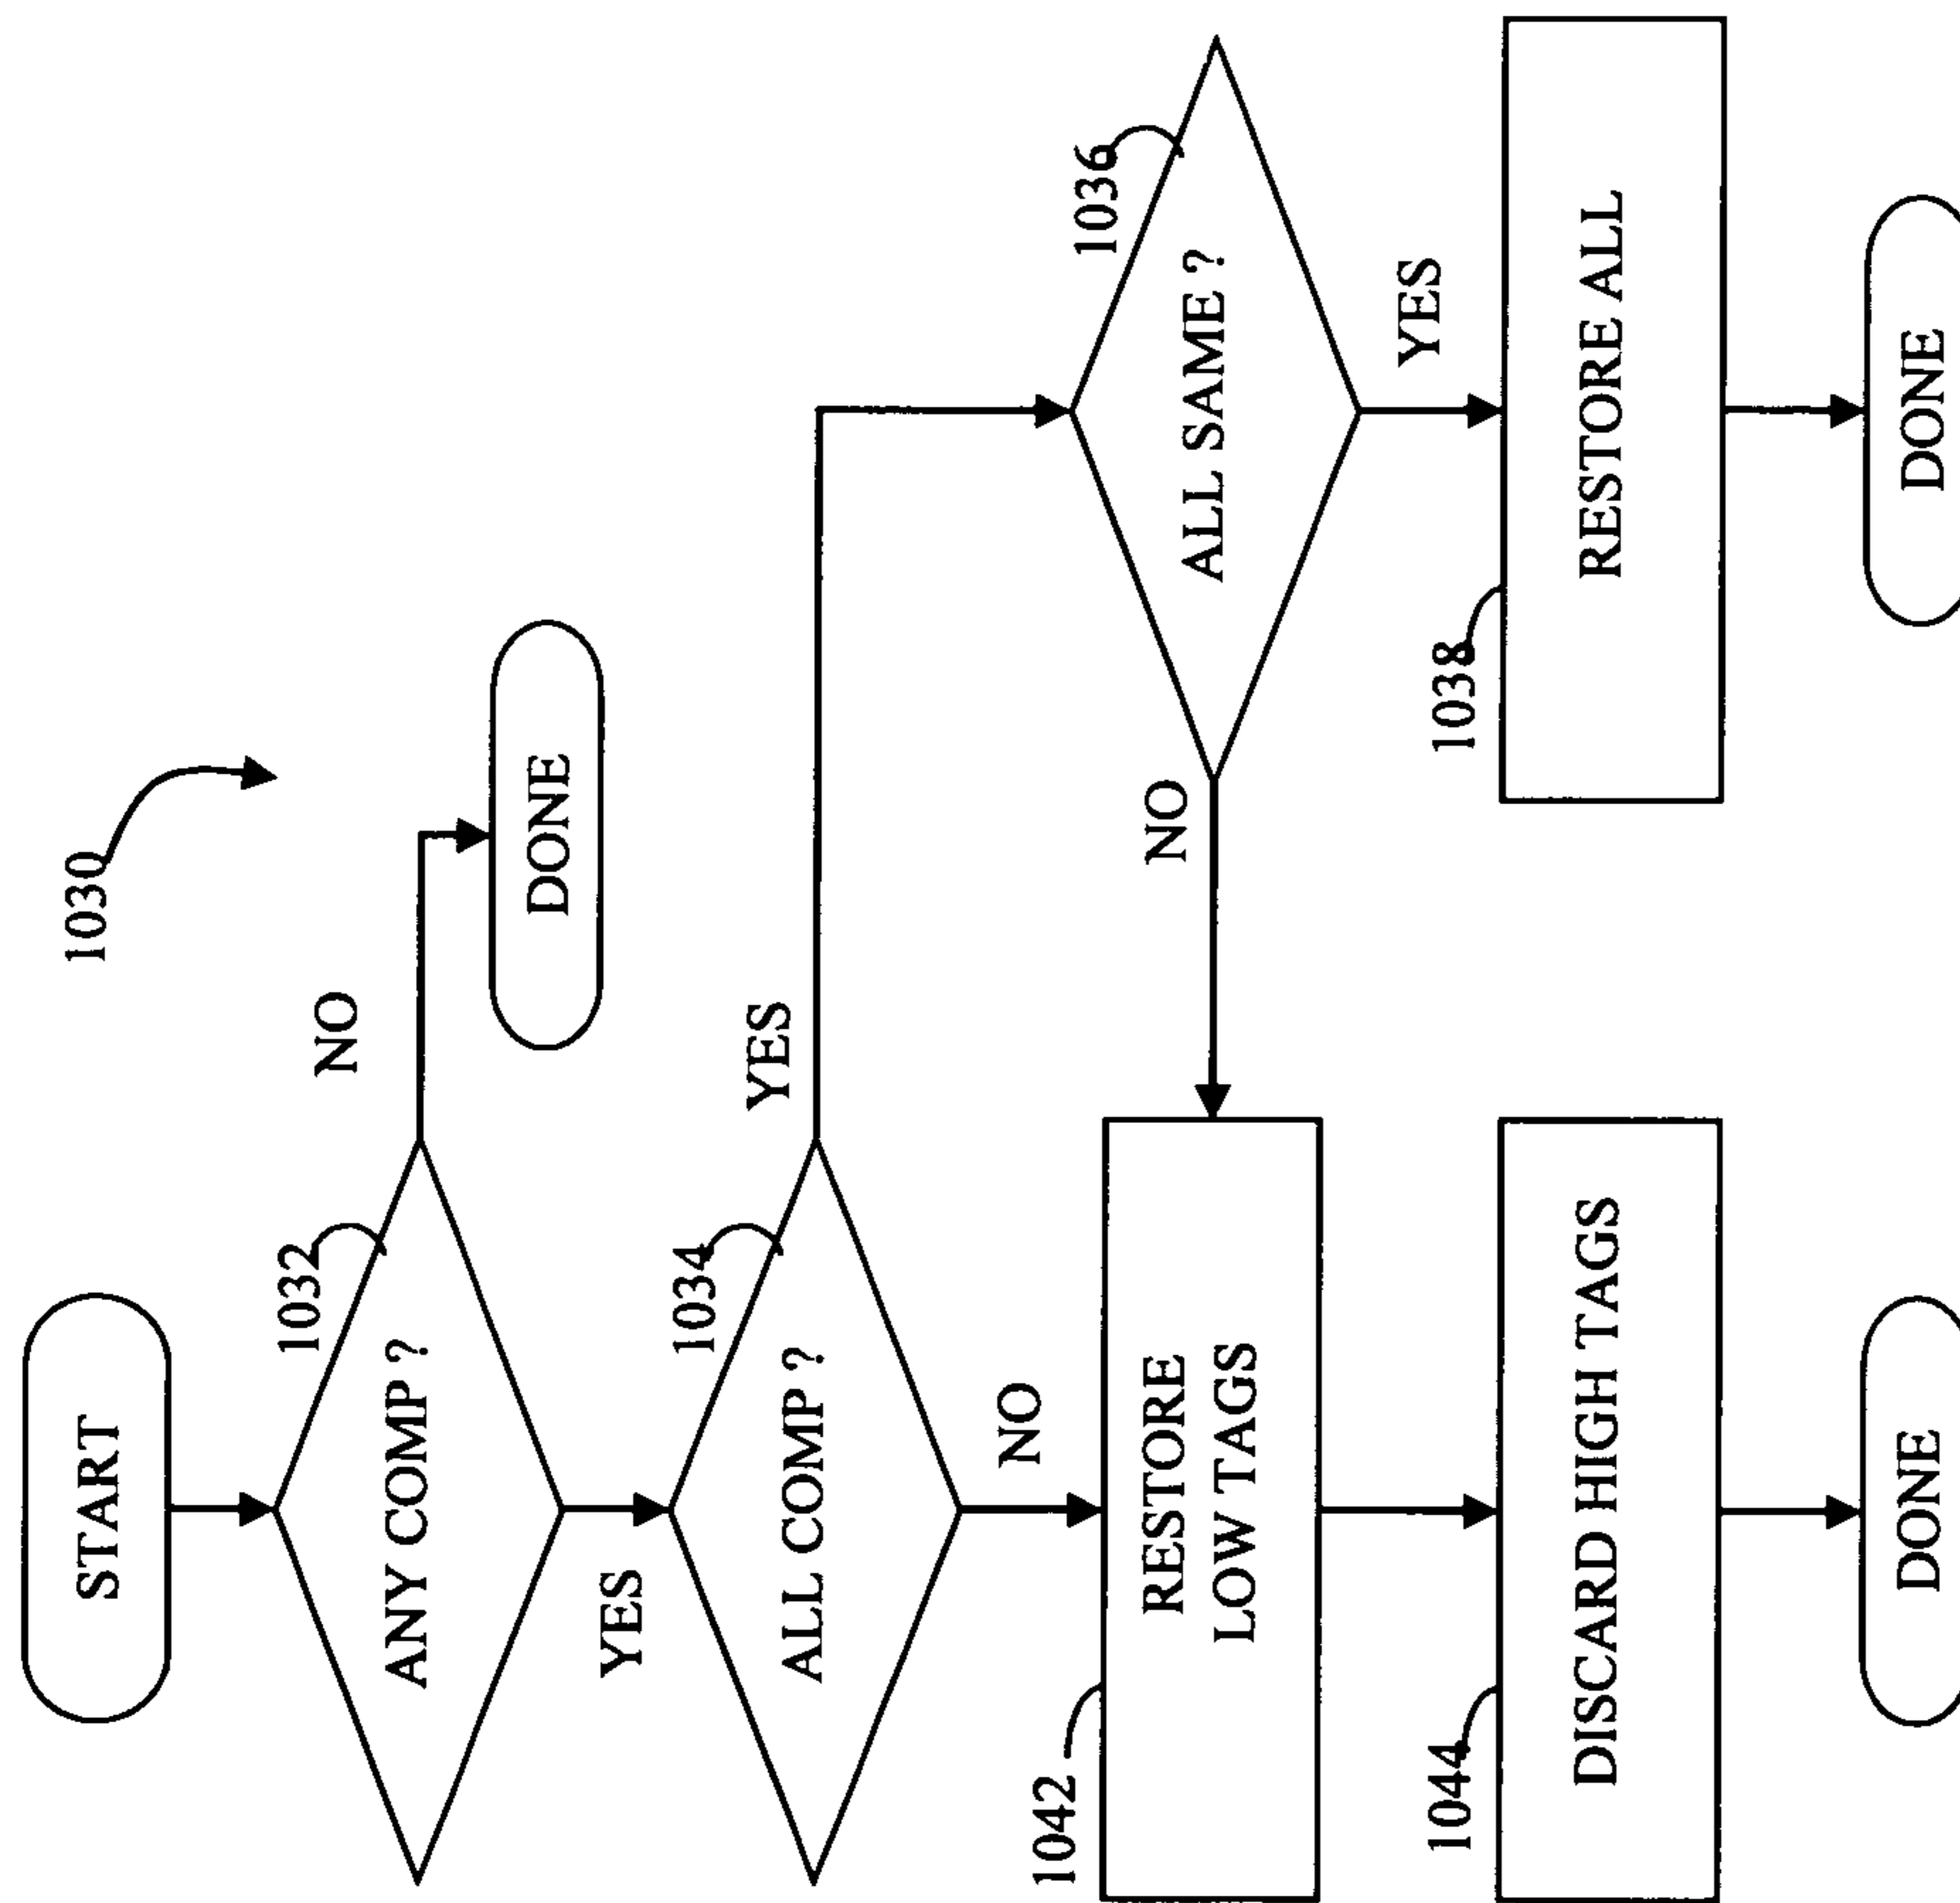 1030
START
1032
ANY COMP ?
NO
DONE
YES
1034
ALL COMP ?
YES
NO
1036
ALL SAME ?
NO
YES
1042
RESTORE
LOW TAGS
1038
RESTORE ALL
1044
DISCARD HIGH TAGS
DONE
DONE